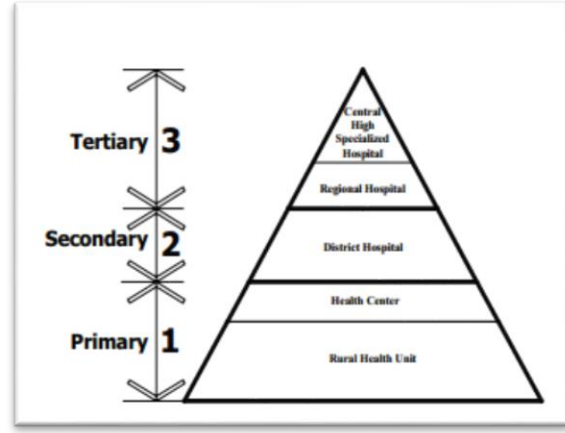 Central
High
Specialized
Hospital
Tertiary 3
Regional Hospital
Secondary 2
District Hospital
Health Center
Primary 1
Rural Health Unit